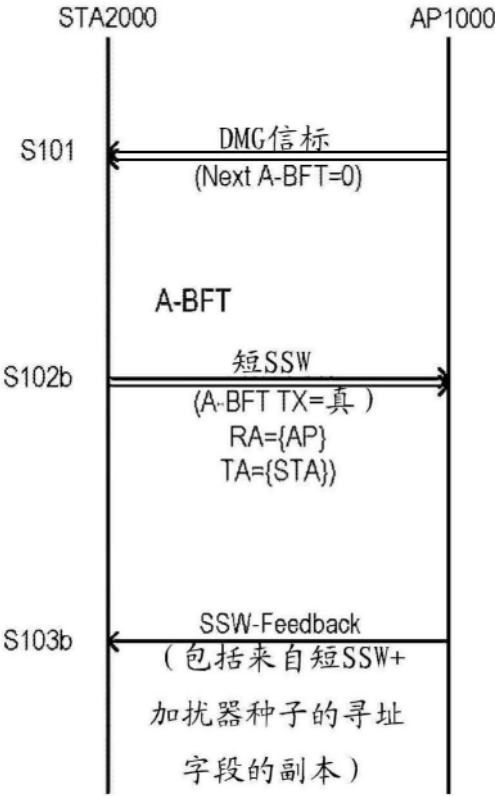 STA2000 AP1000
S101
DMG信标
(Next A-BFT=0)
A-BFT
S102b
短SSW
(A-BFT TX=真)
RA={AP}
TA={STA})
S103b
SSW-Feedback
(包括来自短SSW+
加扰器种子的寻址
字段的副本)